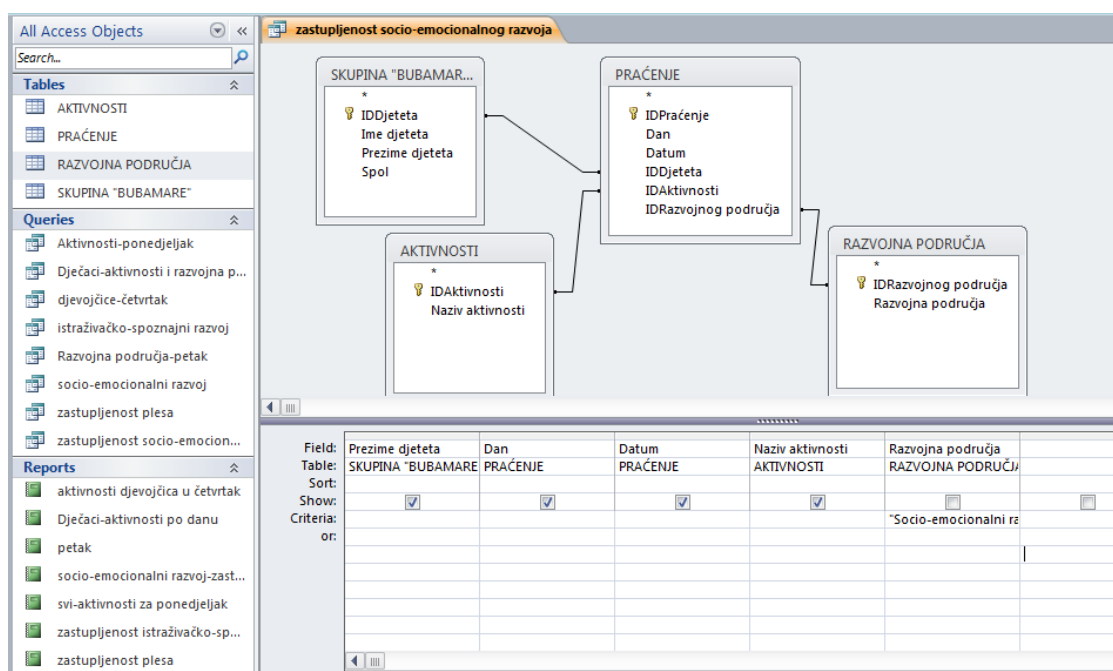 All Access Objects
Search...
Tables
AKTIVNOSTI
PRAĆENJE
RAZVOJNA PODRUČJA
SKUPINA "BUBAMARE"
Queries
Aktivnosti-ponedjeljak
Dječaci-aktivnosti i razvojna p...
djevojčice-četvrtak
istraživačko-spoznajni razvoj
Razvojna područja-petak
socio-emocionalni razvoj
zastupljenost plesa
zastupljenost socio-emocion...
Reports
aktivnosti djevojčica u četvrtak
Dječaci-aktivnosti po danu
petak
socio-emocionalni razvoj-zast...
svi-aktivnosti za ponedjeljak
zastupljenost istraživačko-sp...
zastupljenost plesa
zastupljenost socio-emocionalnog razvoja
SKUPINA "BUBAMAR...
*
IDDjeteta
Ime djeteta
Prezime djeteta
Spol
PRAĆENJE
*
IDPraćenje
Dan
Datum
IDDjeteta
IDAktivnosti
IDRazvojnog područja
AKTIVNOSTI
*
IDAktivnosti
Naziv aktivnosti
RAZVOJNA PODRUČJA
*
IDRazvojnog područja
Razvojna područja
Field: Prezime djeteta Dan Datum Naziv aktivnosti Razvojna područja
Table: SKUPINA "BUBAMARE PRAĆENJE PRAĆENJE AKTIVNOSTI RAZVOJNA PODRUČJA
Sort:
Show:
Criteria: "Socio-emocionalni ra
or: